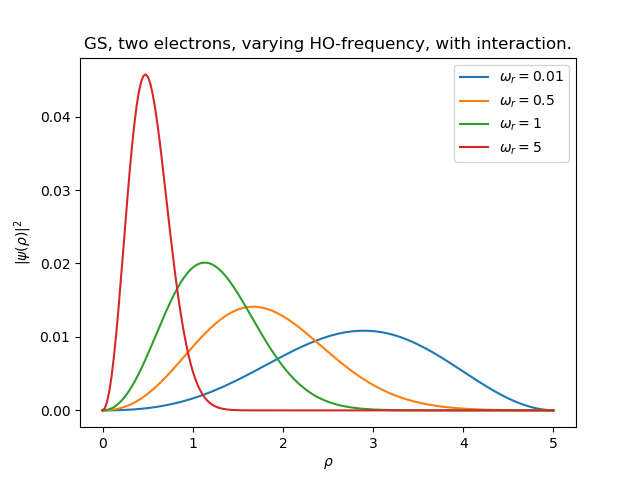 GS, two electrons, varying HO-frequency, with interaction.
ω_r = 0.01
ω_r = 0.5
ω_r = 1
ω_r = 5
0.04
0.03
0.02
0.01
0.00
|ψ(ρ)|²
0 1 2 3 4 5
ρ